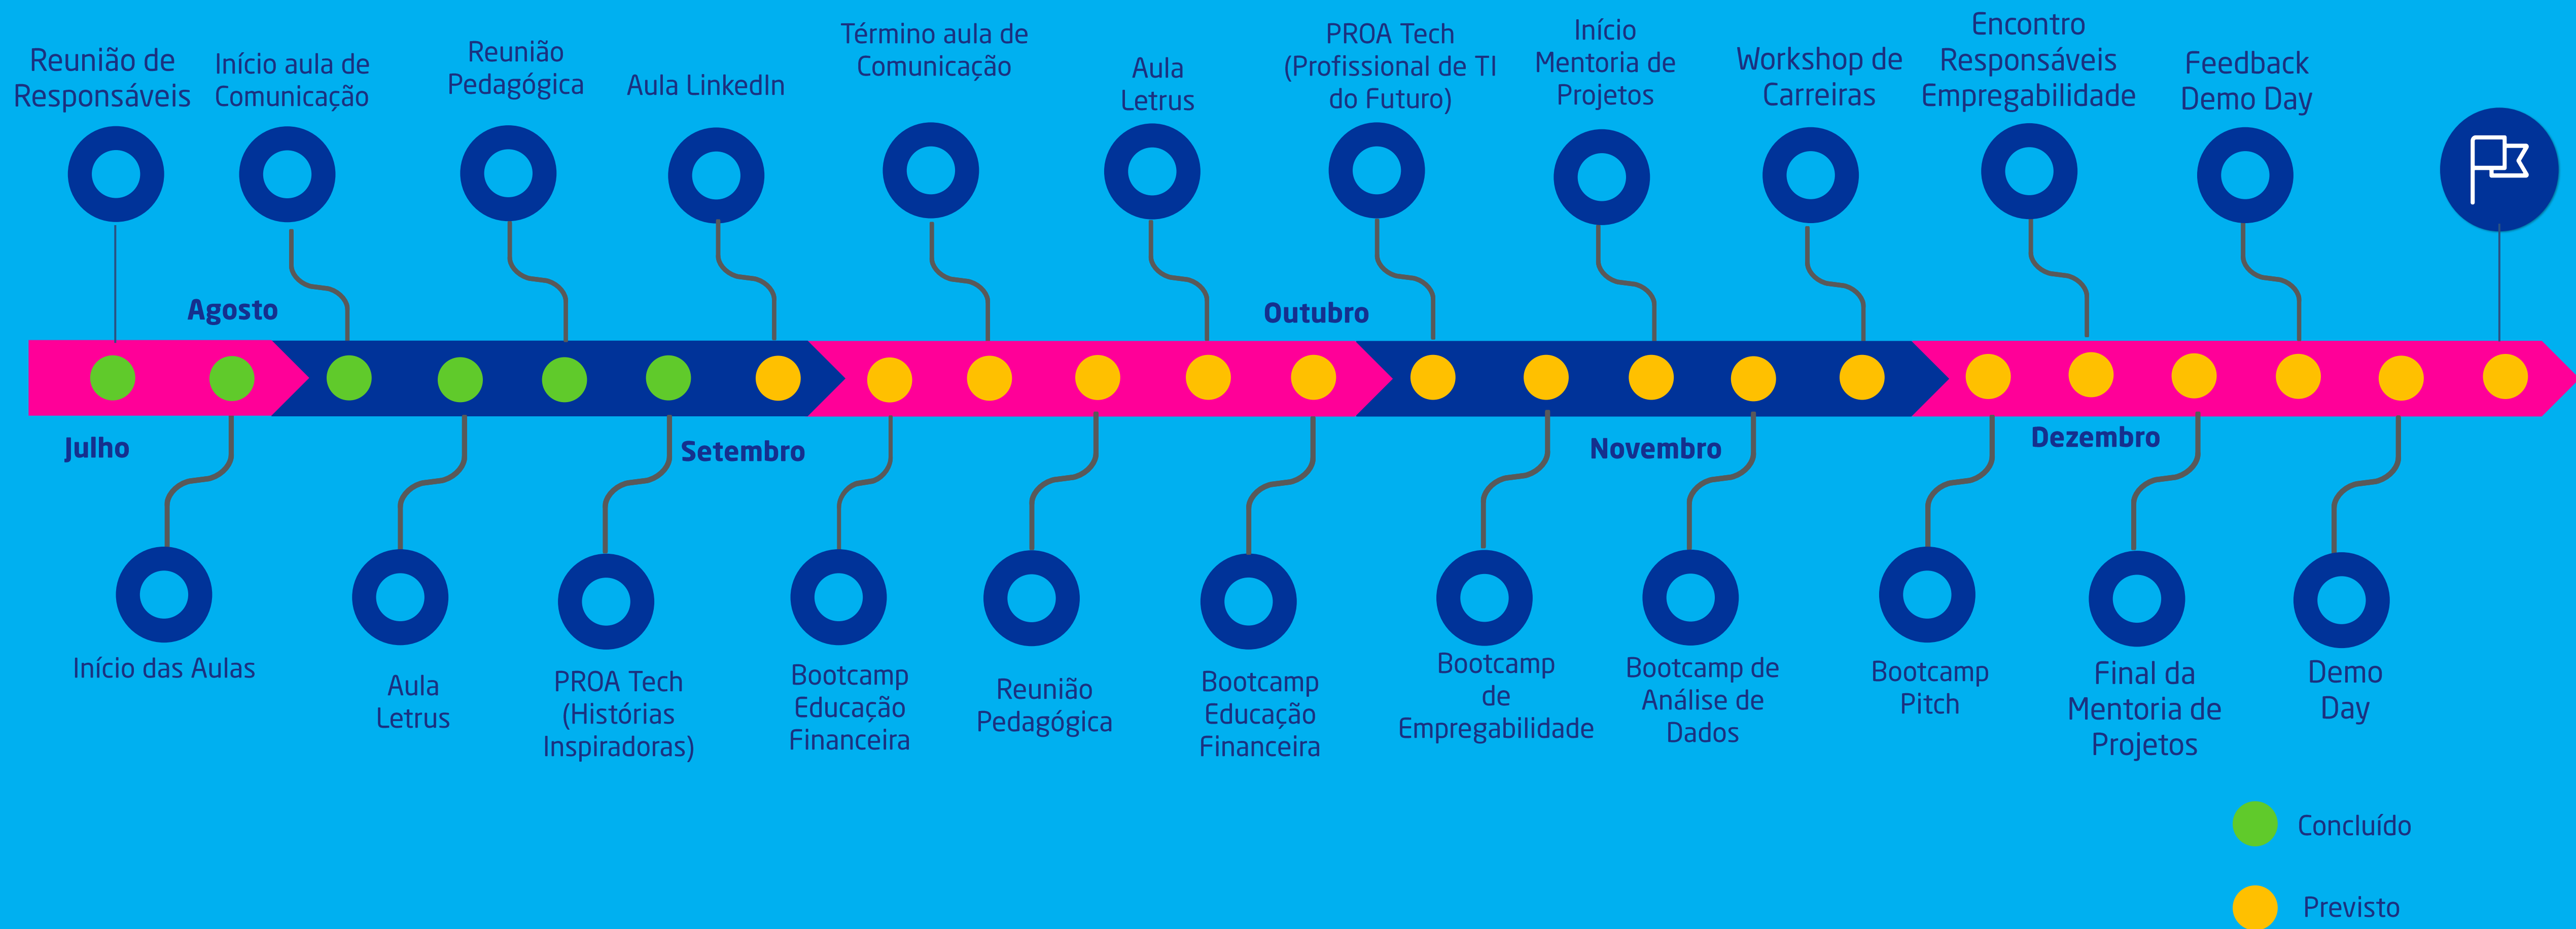 Reunião de
Responsáveis
Início aula de
Comunicação
Reunião
Pedagógica
Aula LinkedIn
Término aula de
Comunicação
Aula
Letrus
PROA Tech
(Profissional de TI
do Futuro)
Início
Mentoria de
Projetos
Workshop de
Carreiras
Encontro
Responsáveis
Empregabilidade
Feedback
Demo Day
Agosto
Outubro
Julho
Setembro
Novembro
Dezembro
Início das Aulas
Aula
Letrus
PROA Tech
(Histórias
Inspiradoras)
Bootcamp
Educação
Financeira
Reunião
Pedagógica
Bootcamp
Educação
Financeira
Bootcamp
de
Empregabilidade
Bootcamp de
Análise de
Dados
Bootcamp
Pitch
Final da
Mentoria de
Projetos
Demo
Day
Concluído
Previsto